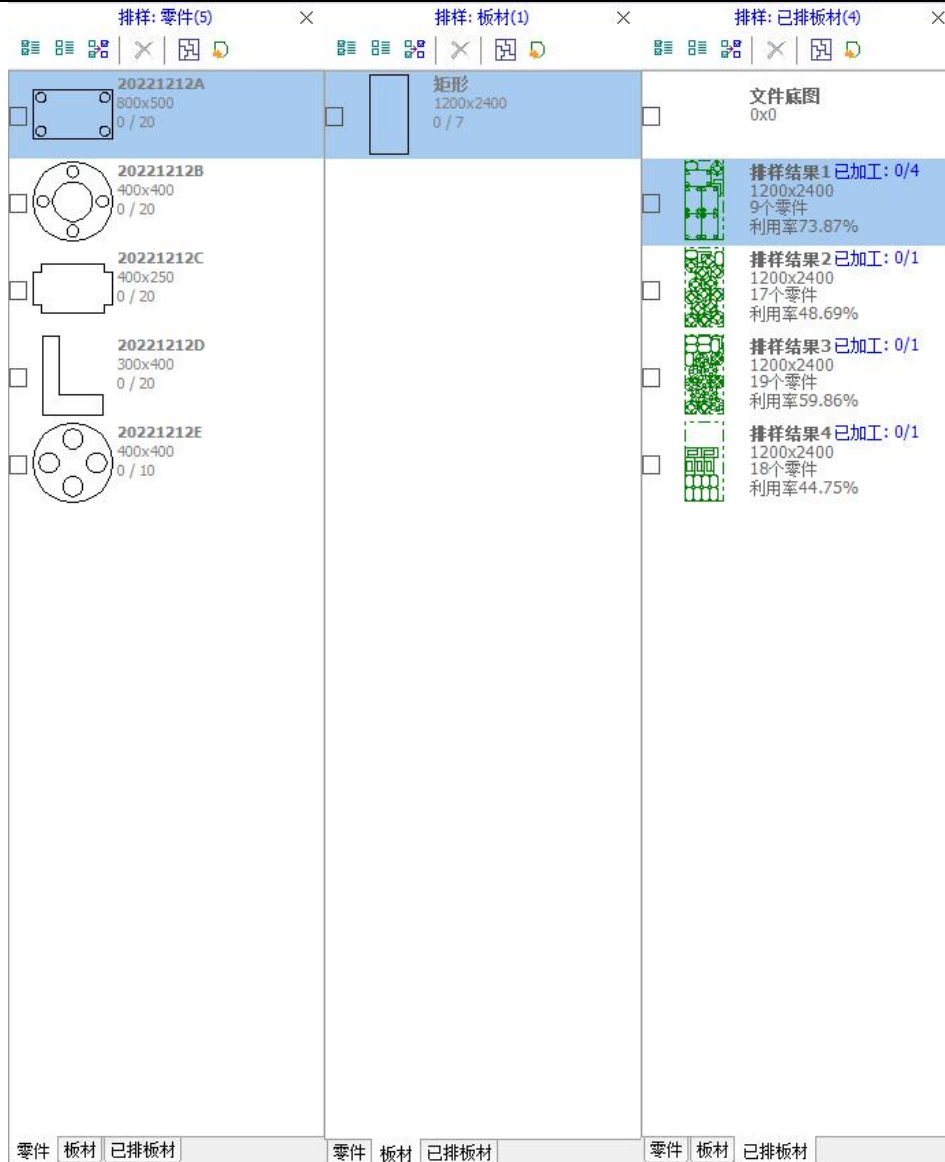 排样: 零件(5)
20221212A
800x500
0 / 20
20221212B
400x400
0 / 20
20221212C
400x250
0 / 20
20221212D
300x400
0 / 20
20221212E
400x400
0 / 10
零件 板材 已排板材
排样: 板材(1)
矩形
1200x2400
0 / 7
零件 板材 已排板材
排样: 已排板材(4)
文件底图
0x0
排样结果1 已加工: 0/4
1200x2400
9个零件
利用率73.87%
排样结果2 已加工: 0/1
1200x2400
17个零件
利用率48.69%
排样结果3 已加工: 0/1
1200x2400
19个零件
利用率59.86%
排样结果4 已加工: 0/1
1200x2400
18个零件
利用率44.75%
零件 板材 已排板材